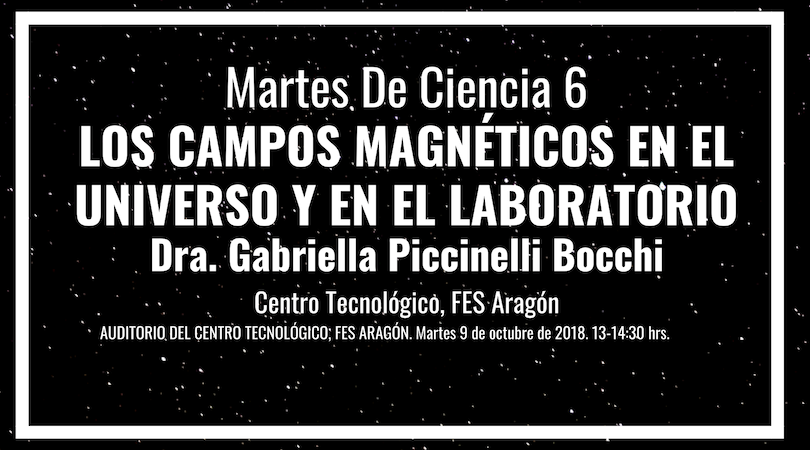 Martes De Ciencia 6
LOS CAMPOS MAGNÉTICOS EN EL
UNIVERSO Y EN EL LABORATORIO
Dra. Gabriella Piccinelli Bocchi
Centro Tecnológico, FES Aragón
AUDITORIO DEL CENTRO TECNOLÓGICO, FES ARAGÓN. Martes 9 de octubre de 2018. 13-14:30 hrs.